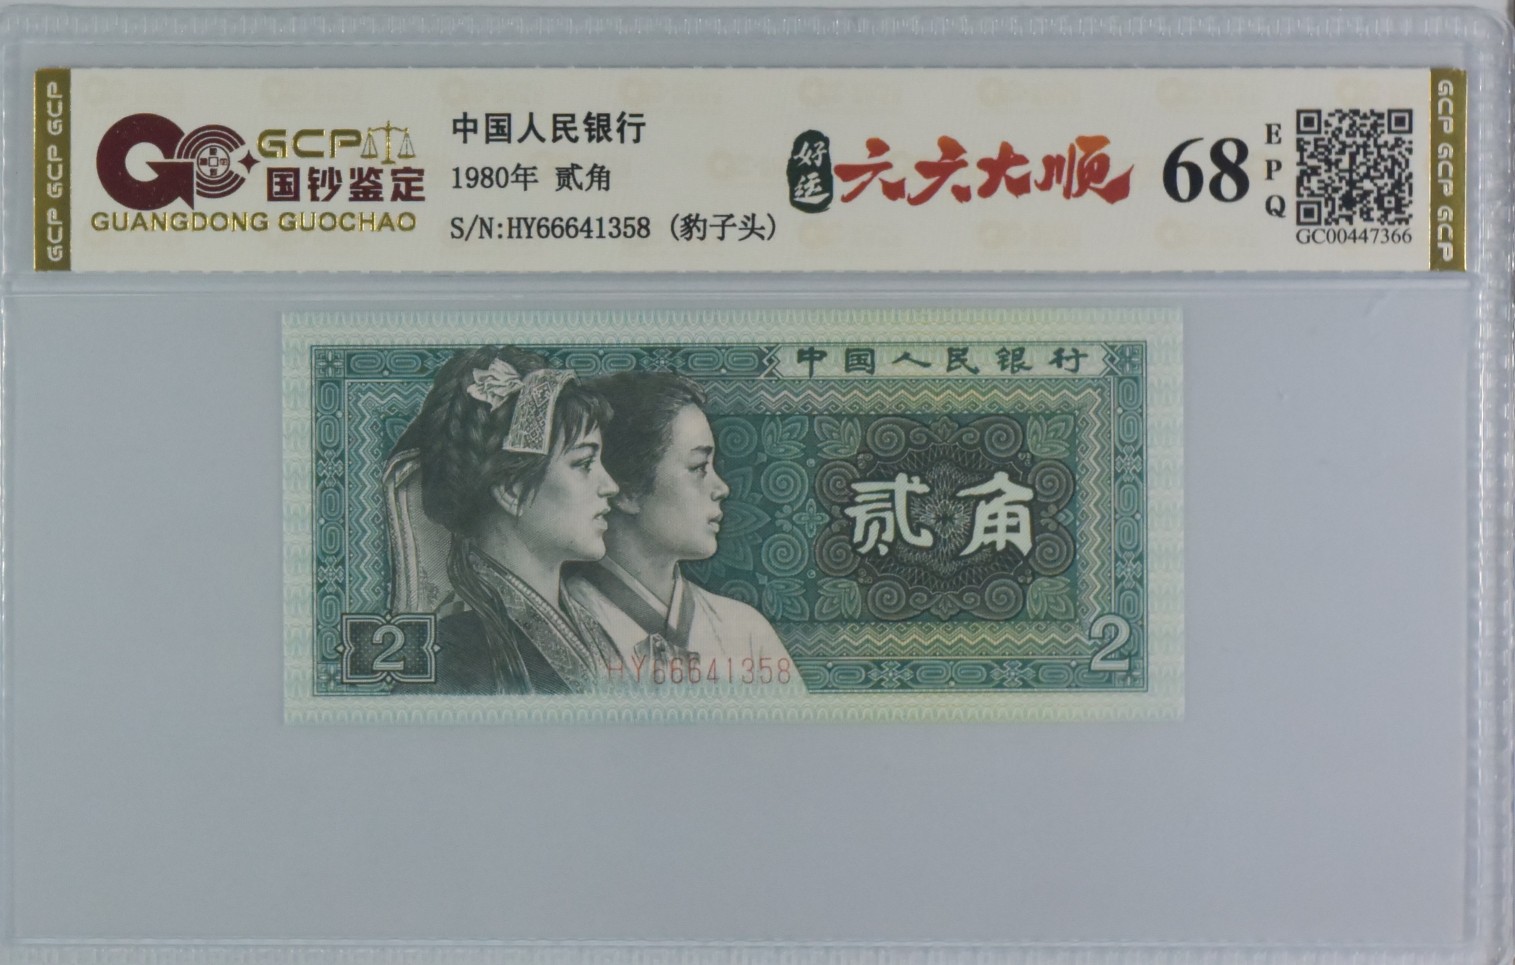 GCP GCP GCP
GCP
国钞鉴定
GUANGDONG GUOCHAO
中国人民银行
1980年 贰角
S/N:HY66641358 (豹子头)
好运
六六大顺
68
EPQ
GC00447366
GCP GCP GCP
中国人民银行
贰角
2
HY66641358
2